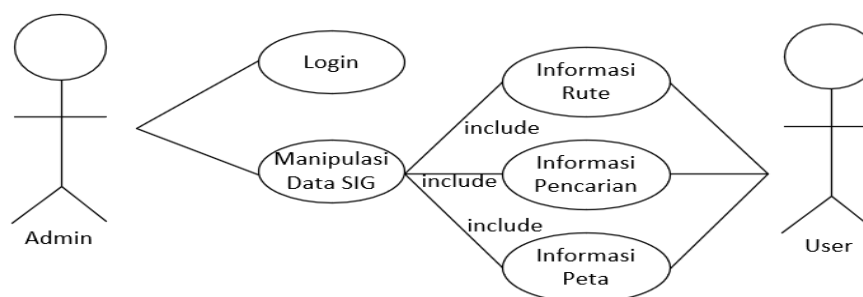 Login
Informasi
Rute
include
Manipulasi
Data SIG
include
Informasi
Pencarian
include
Informasi
Peta
Admin
User